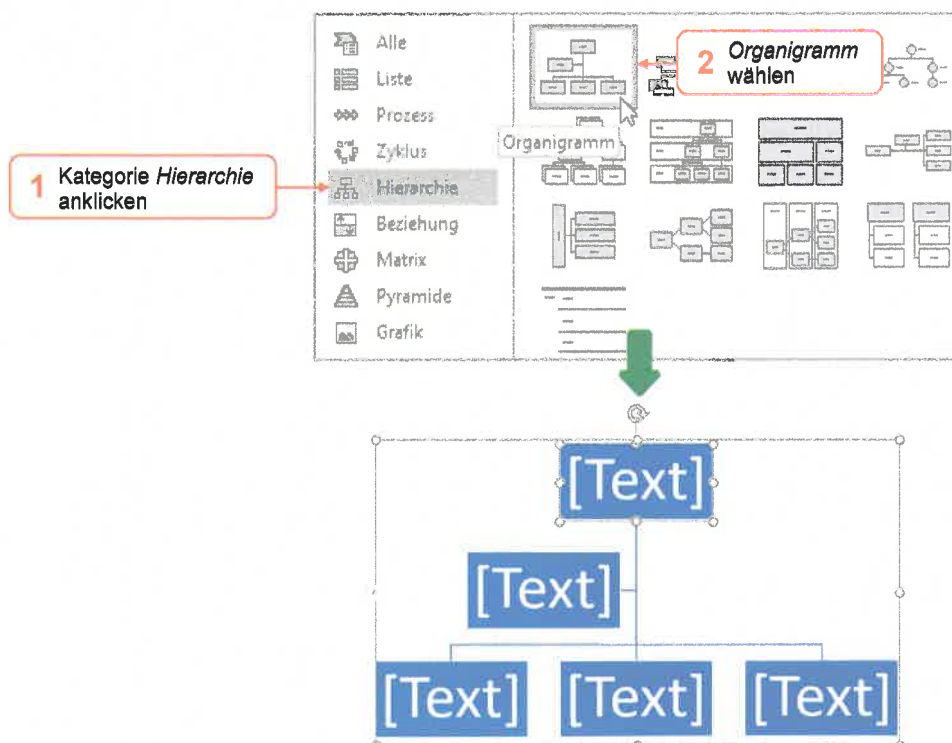 Alle
Liste
Prozess
Zyklus
Hierarchie
Beziehung
Matrix
Pyramide
Grafik
1 Kategorie Hierarchie
anklicken
2 Organigramm
wählen
Organigramm
[Text]
[Text]
[Text]
[Text]
[Text]